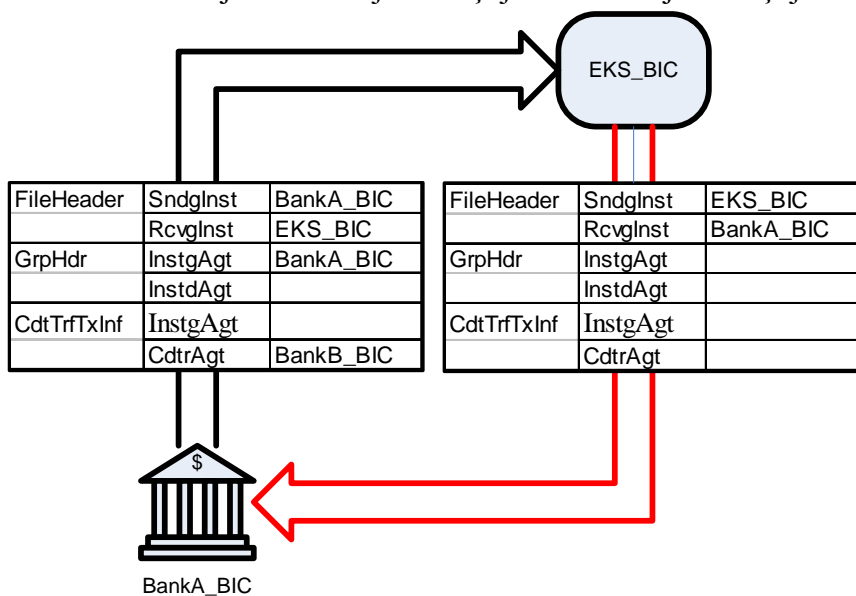 EKS_BIC
FileHeader SndgInst BankA_BIC
RcvgInst EKS_BIC
GrpHdr InstgAgt BankA_BIC
InstdAgt
CdtTrfTxInf InstgAgt
CdtrAgt BankB_BIC
FileHeader SndgInst EKS_BIC
RcvgInst BankA_BIC
GrpHdr InstgAgt
InstdAgt
CdtTrfTxInf InstgAgt
CdtrAgt
$
BankA_BIC